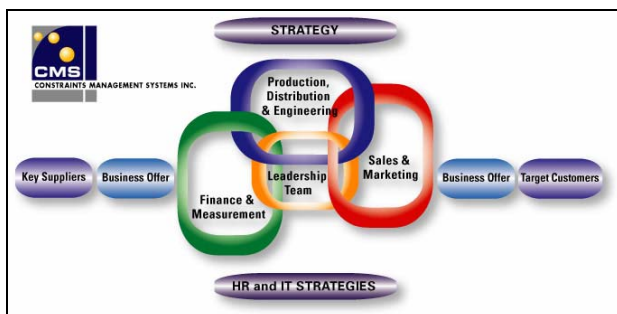 STRATEGY
CMS
CONSTRAINTS MANAGEMENT SYSTEMS INC.
Production,
Distribution
& Engineering
Key Suppliers
Business Offer
Finance &
Measurement
Leadership
Team
Sales &
Marketing
Business Offer
Target Customers
HR and IT STRATEGIES